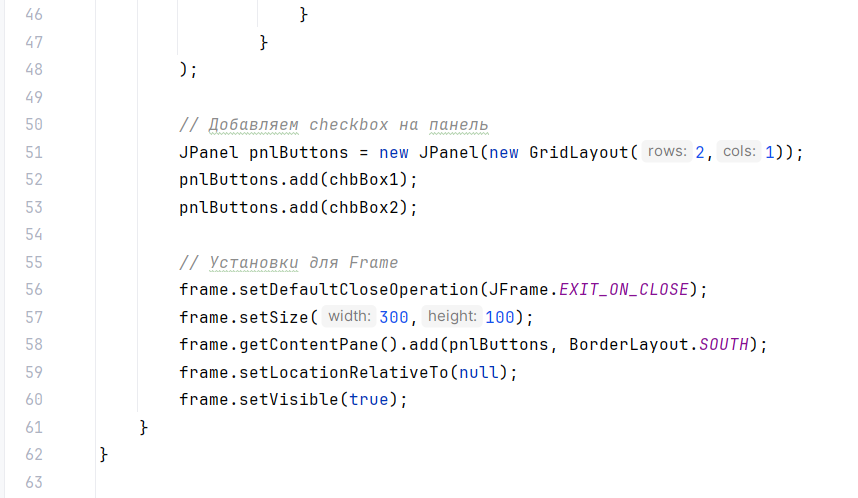 46 }
47 }
48 );
49
50 // Добавляем checkbox на панель
51 JPanel pnlButtons = new JPanel(new GridLayout( rows: 2, cols: 1));
52 pnlButtons.add(chbBox1);
53 pnlButtons.add(chbBox2);
54
55 // Установки для Frame
56 frame.setDefaultCloseOperation(JFrame.EXIT_ON_CLOSE);
57 frame.setSize( width: 300, height: 100);
58 frame.getContentPane().add(pnlButtons, BorderLayout.SOUTH);
59 frame.setLocationRelativeTo(null);
60 frame.setVisible(true);
61 }
62 }
63